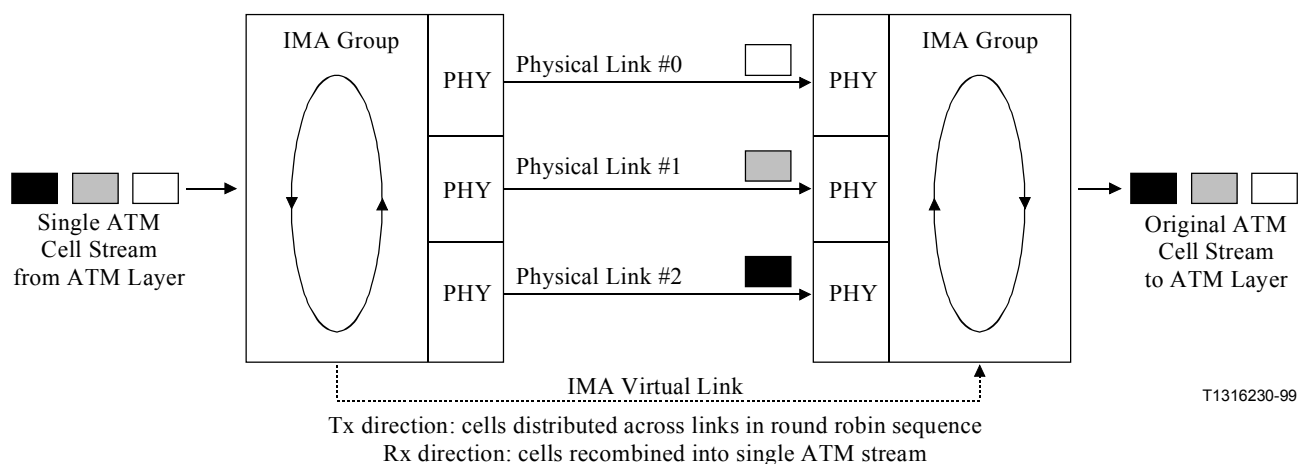 IMA Group
IMA Group
Physical Link #0
PHY
PHY
Physical Link #1
PHY
PHY
Single ATM
Cell Stream
from ATM Layer
Original ATM
Cell Stream
to ATM Layer
Physical Link #2
PHY
PHY
IMA Virtual Link
T1316230-99
Tx direction: cells distributed across links in round robin sequence
Rx direction: cells recombined into single ATM stream